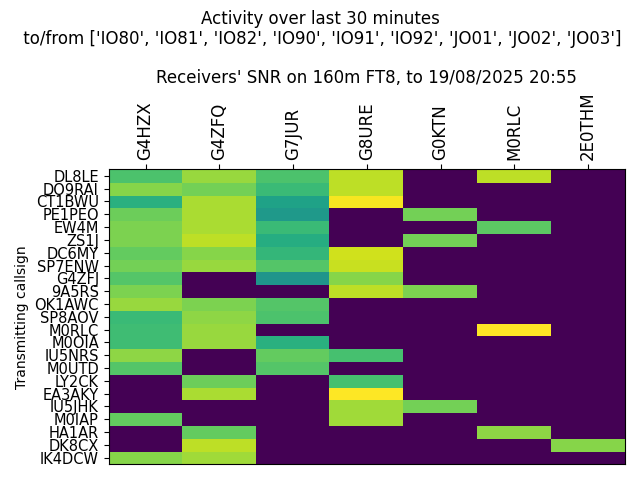 Activity over last 30 minutes
to/from ['IO80', 'IO81', 'IO82', 'IO90', 'IO91', 'IO92', 'JO01', 'JO02', 'JO03']
Receivers' SNR on 160m FT8, to 19/08/2025 20:55
G4HZX
G4ZFQ
G7JUR
G8URE
G0KTN
M0RLC
2E0THM
Transmitting callsign
DL8LE
DO9RAI
CT1BWU
PE1PEO
EW4M
ZS1J
DC6MY
SP7ENW
G4ZFJ
9A5RS
OK1AWC
SP8AOV
M0RLC
M0OIA
IU5NRS
M0UTD
LY2CK
EA3AKY
IU5JHK
M0IAP
HA1AR
DK8CX
IK4DCW